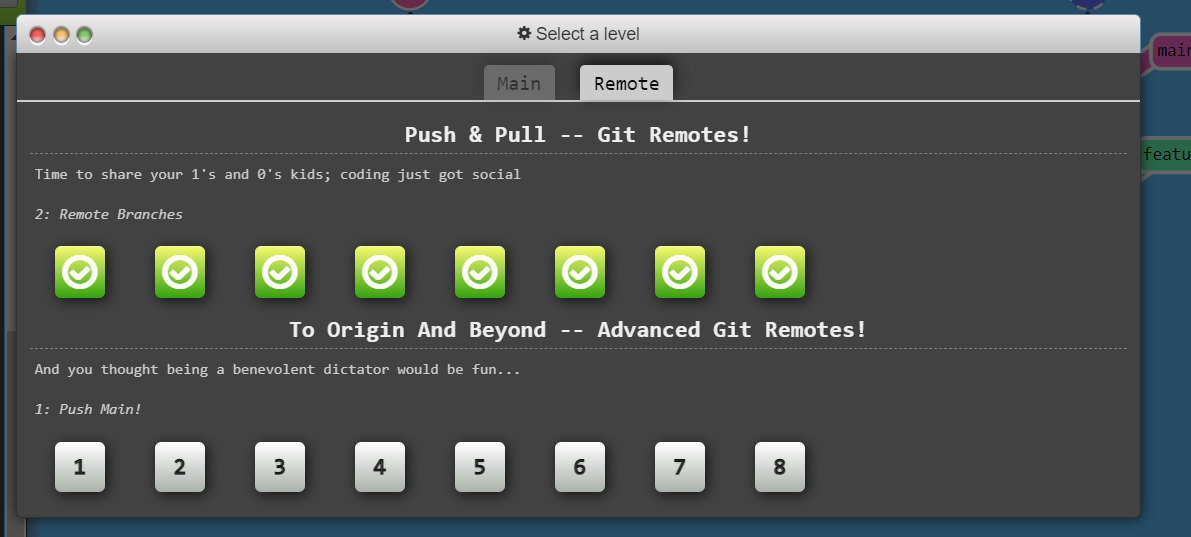 Select a level
Main
Remote
Push & Pull -- Git Remotes!
Time to share your 1's and 0's kids; coding just got social
2: Remote Branches
To Origin And Beyond -- Advanced Git Remotes!
And you thought being a benevolent dictator would be fun...
1: Push Main!
1 2 3 4 5 6 7 8
main
featu